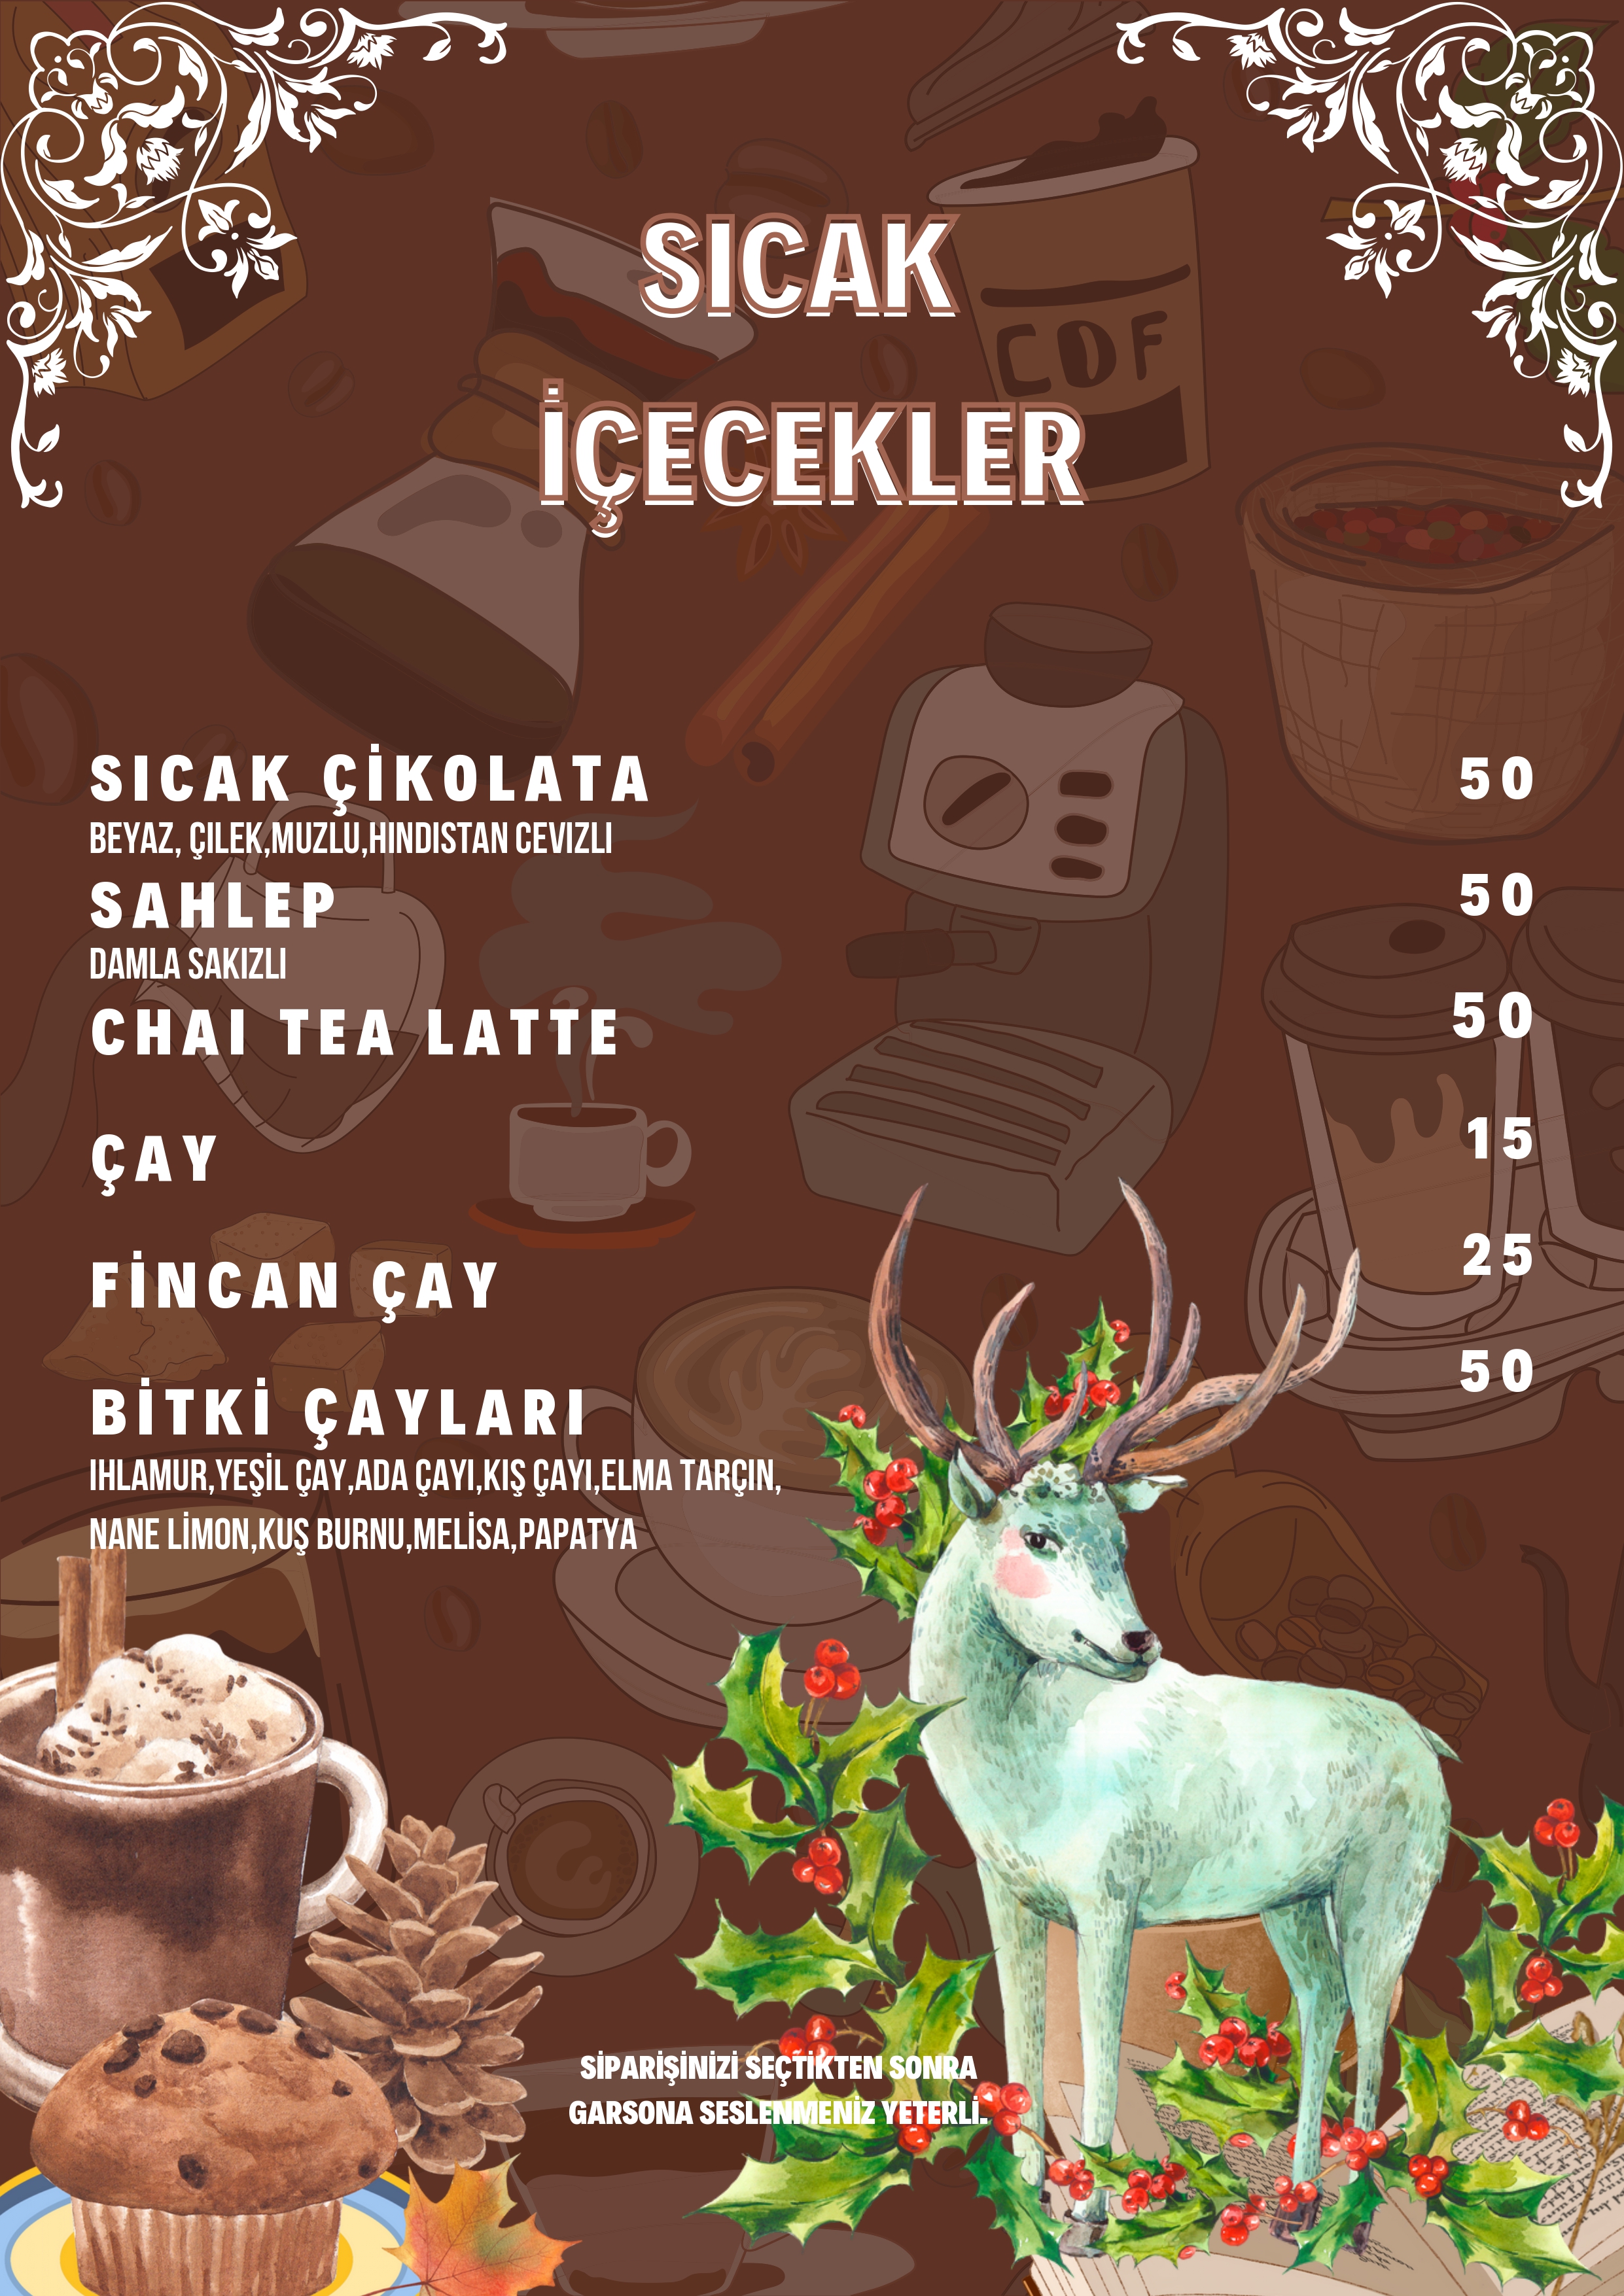 SICAK
COF
İÇECEKLER
SICAK ÇİKOLATA 50
BEYAZ, ÇILEK,MUZLU,HINDISTAN CEVIZLI
SAHLEP 50
DAMLA SAKIZLI
CHAI TEA LATTE 50
ÇAY 15
FİNCAN ÇAY 25
BİTKİ ÇAYLARI 50
IHLAMUR,YEŞİL ÇAY,ADA ÇAYI,KIŞ ÇAYI,ELMA TARÇIN,
NANE LİMON,KUŞ BURNU,MELİSA,PAPATYA
SİPARİŞİNİZİ SEÇTİKTEN SONRA
GARSONA SESLENMENİZ YETERLİ.